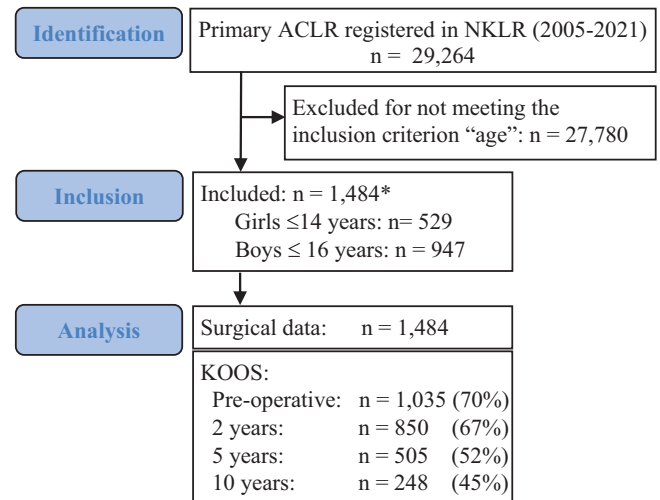 Identification
Primary ACLR registered in NKLR (2005-2021)
n = 29,264
Excluded for not meeting the
inclusion criterion “age”: n = 27,780
Inclusion
Included: n = 1,484*
Girls ≤14 years: n= 529
Boys ≤ 16 years: n = 947
Analysis
Surgical data: n = 1,484
KOOS:
Pre-operative: n = 1,035 (70%)
2 years: n = 850 (67%)
5 years: n = 505 (52%)
10 years: n = 248 (45%)